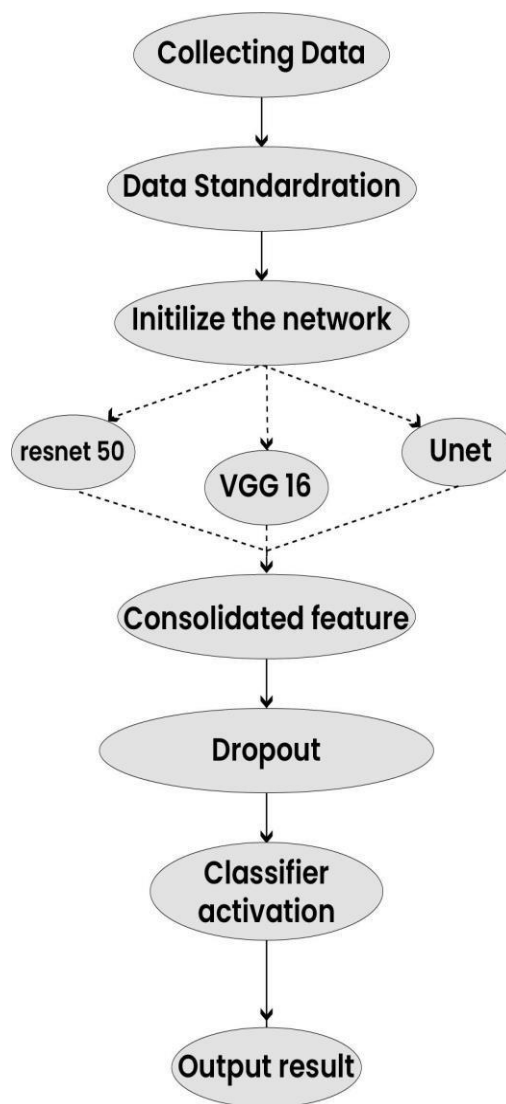 Collecting Data
Data Standardration
Initilize the network
resnet 50
VGG 16
Unet
Consolidated feature
Dropout
Classifier
activation
Output result